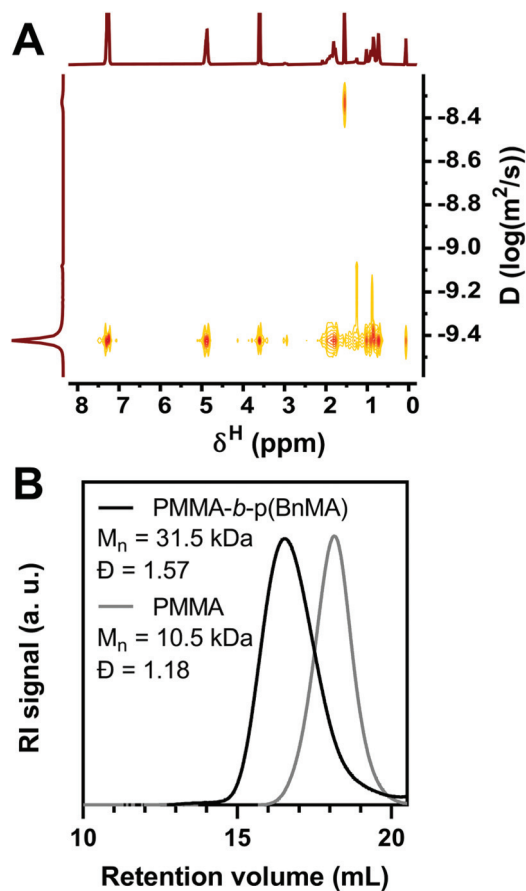 A
-8.4
-8.6
-8.8
-9.0
-9.2
-9.4
D (log(m²/s))
8 7 6 5 4 3 2 1 0
δᴴ (ppm)
B
PMMA-b-p(BnMA)
Mₙ = 31.5 kDa
Đ = 1.57
PMMA
Mₙ = 10.5 kDa
Đ = 1.18
RI signal (a. u.)
10 15 20
Retention volume (mL)